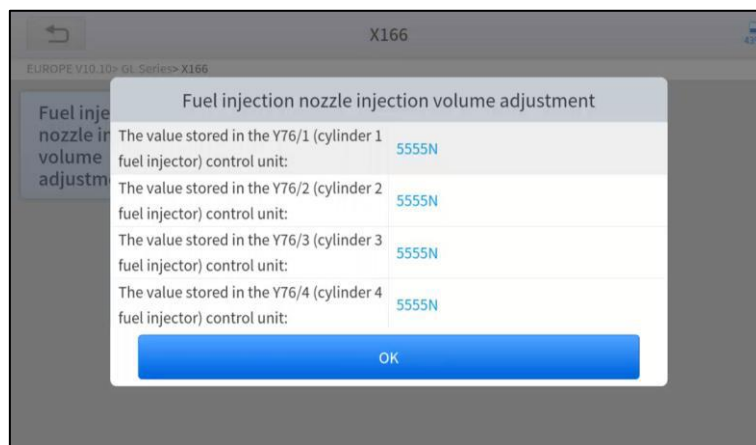 X166
43%
EUROPE V10.10> GL Series> X166
Fuel inje
nozzle in
volume
adjustm
Fuel injection nozzle injection volume adjustment
The value stored in the Y76/1 (cylinder 1
fuel injector) control unit:
5555N
The value stored in the Y76/2 (cylinder 2
fuel injector) control unit:
5555N
The value stored in the Y76/3 (cylinder 3
fuel injector) control unit:
5555N
The value stored in the Y76/4 (cylinder 4
fuel injector) control unit:
5555N
OK